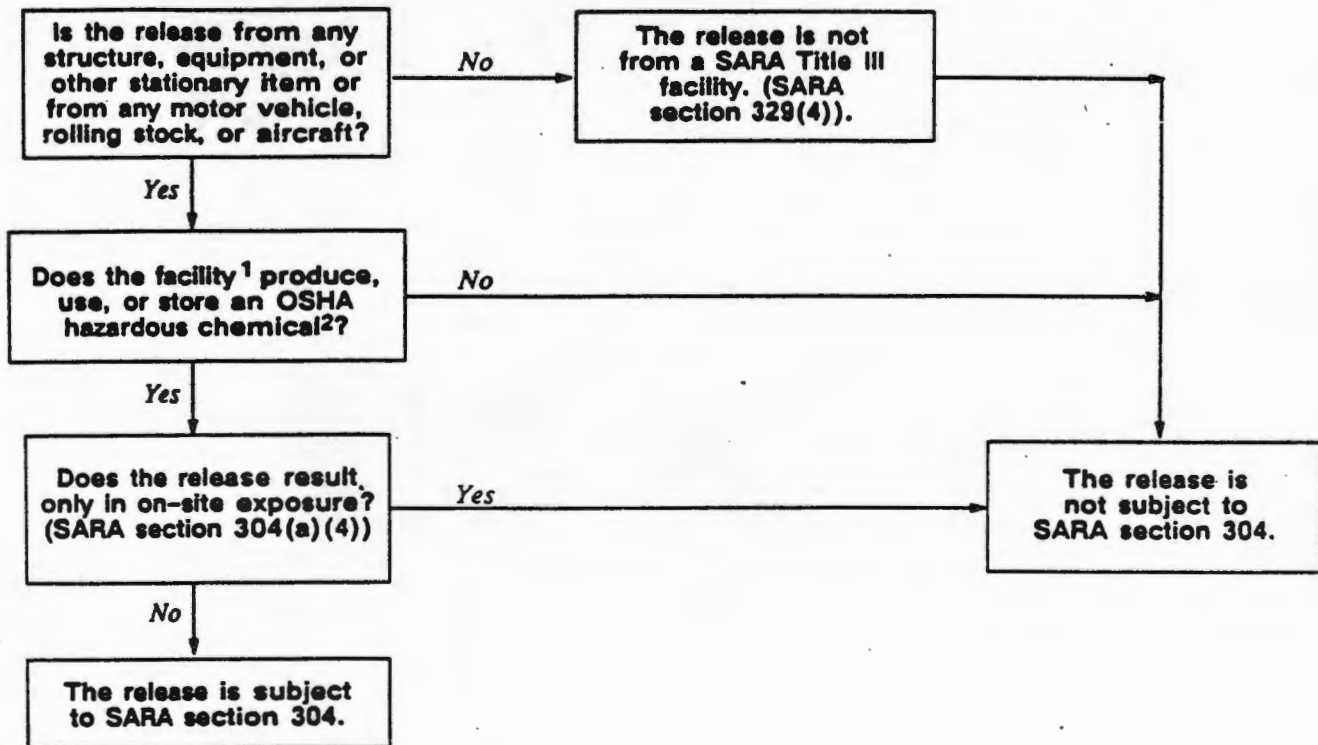 Is the release from any
structure, equipment, or
other stationary item or
from any motor vehicle,
rolling stock, or aircraft?
No
The release is not
from a SARA Title III
facility. (SARA
section 329(4)).
Yes
Does the facility¹ produce,
use, or store an OSHA
hazardous chemical²?
No
Yes
Does the release result
only in on-site exposure?
(SARA section 304(a)(4))
Yes
The release is
not subject to
SARA section 304.
No
The release is subject
to SARA section 304.